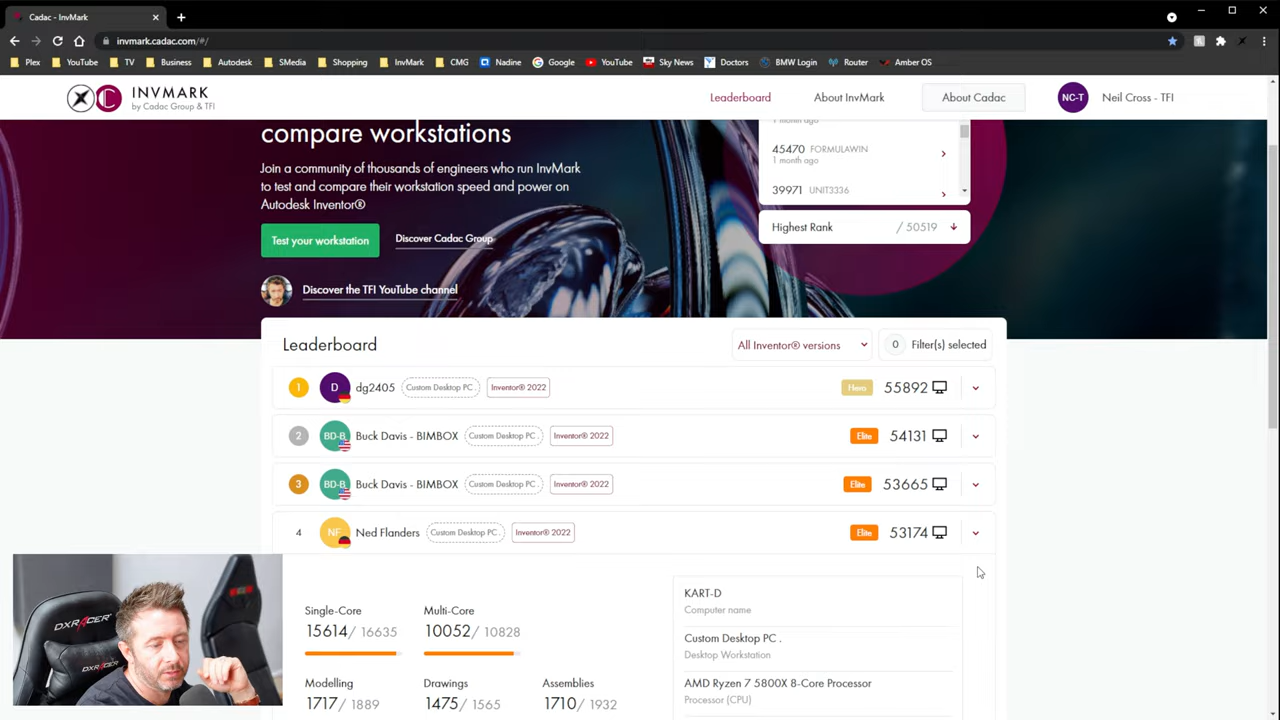 Cadac - InvMark
invmark.cadac.com/#/
Plex YouTube TV Business Autodesk SMedia Shopping InvMark CMG Nadine Google YouTube Sky News Doctors BMW Login Router Amber OS
INVMARK
by Cadac Group & TFI
Leaderboard About InvMark About Cadac NC-T Neil Cross - TFI
compare workstations
Join a community of thousands of engineers who run InvMark
to test and compare their workstation speed and power on
Autodesk Inventor®
Test your workstation Discover Cadac Group
Discover the TFI YouTube channel
1 month ago
45470 FORMULAWIN
1 month ago
39971 UNIT3336
Highest Rank / 50519
Leaderboard All Inventor® versions 0 Filter(s) selected
1 D dg2405 Custom Desktop PC . Inventor® 2022 Hero 55892
2 BD-B Buck Davis - BIMBOX Custom Desktop PC . Inventor® 2022 Elite 54131
3 BD-B Buck Davis - BIMBOX Custom Desktop PC . Inventor® 2022 Elite 53665
4 NF Ned Flanders Custom Desktop PC . Inventor® 2022 Elite 53174
Single-Core Multi-Core
15614 / 16635 10052 / 10828
Modelling Drawings Assemblies
1717 / 1889 1475 / 1565 1710 / 1932
KART-D
Computer name
Custom Desktop PC .
Desktop Workstation
AMD Ryzen 7 5800X 8-Core Processor
Processor (CPU)
DXRACER
DXRACER